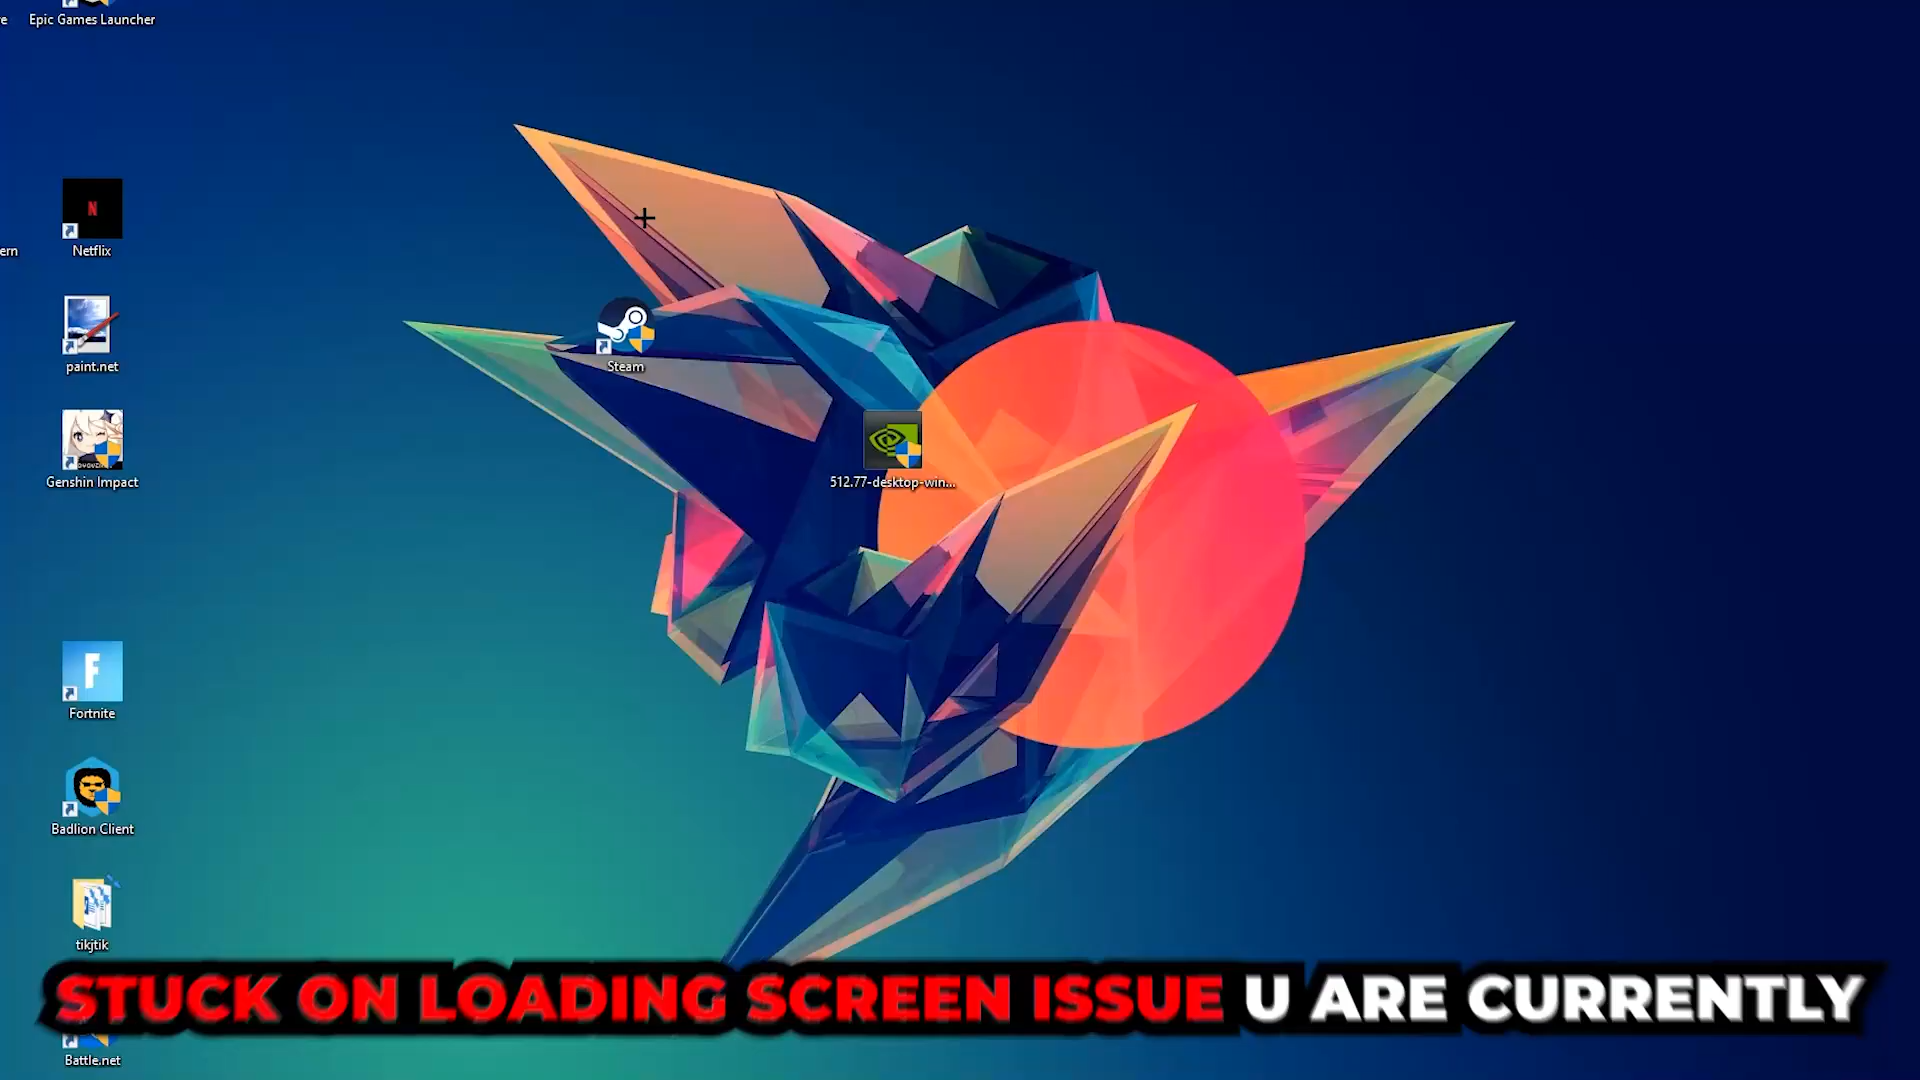 Epic Games Launcher
N
Netflix
ern
paint.net
Steam
Genshin Impact
512.77-desktop-win...
F
Fortnite
Badlion Client
tikjtik
STUCK ON LOADING SCREEN ISSUE U ARE CURRENTLY
Battle.net